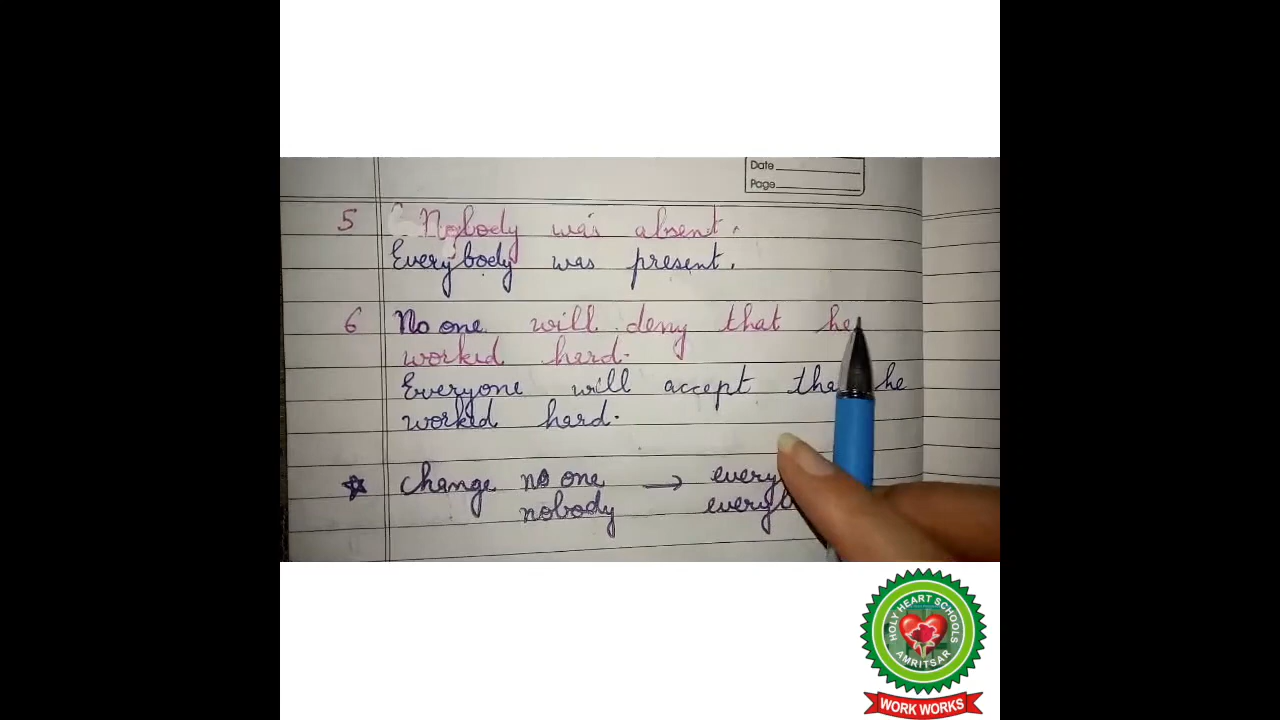 Date
Page
5 Nobody was absent.
Everybody was present.
6 No one will deny that he
worked hard.
Everyone will accept that he
worked hard.
change no one →
nobody
HOLY HEART SCHOOLS
AMRITSAR
WORK WORKS